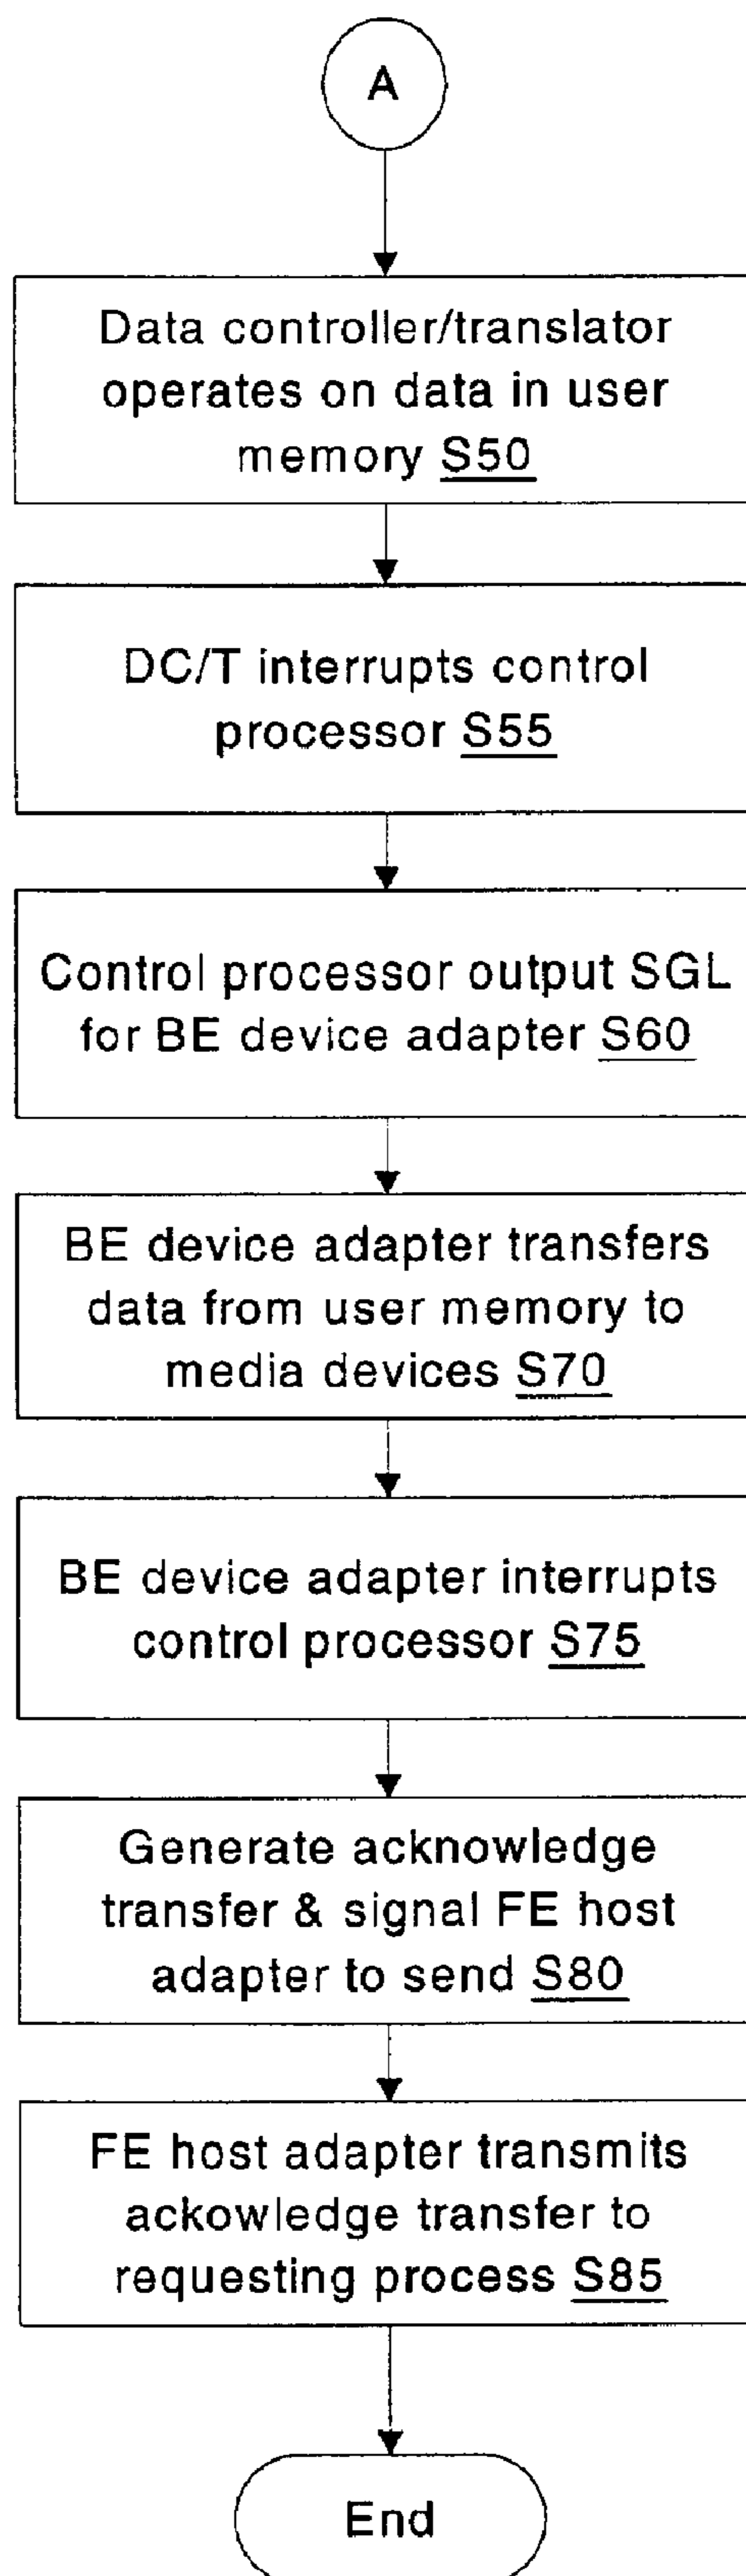 A
Data controller/translator
operates on data in user
memory S50
DC/T interrupts control
processor S55
Control processor output SGL
for BE device adapter S60
BE device adapter transfers
data from user memory to
media devices S70
BE device adapter interrupts
control processor S75
Generate acknowledge
transfer & signal FE host
adapter to send S80
FE host adapter transmits
ackowledge transfer to
requesting process S85
End